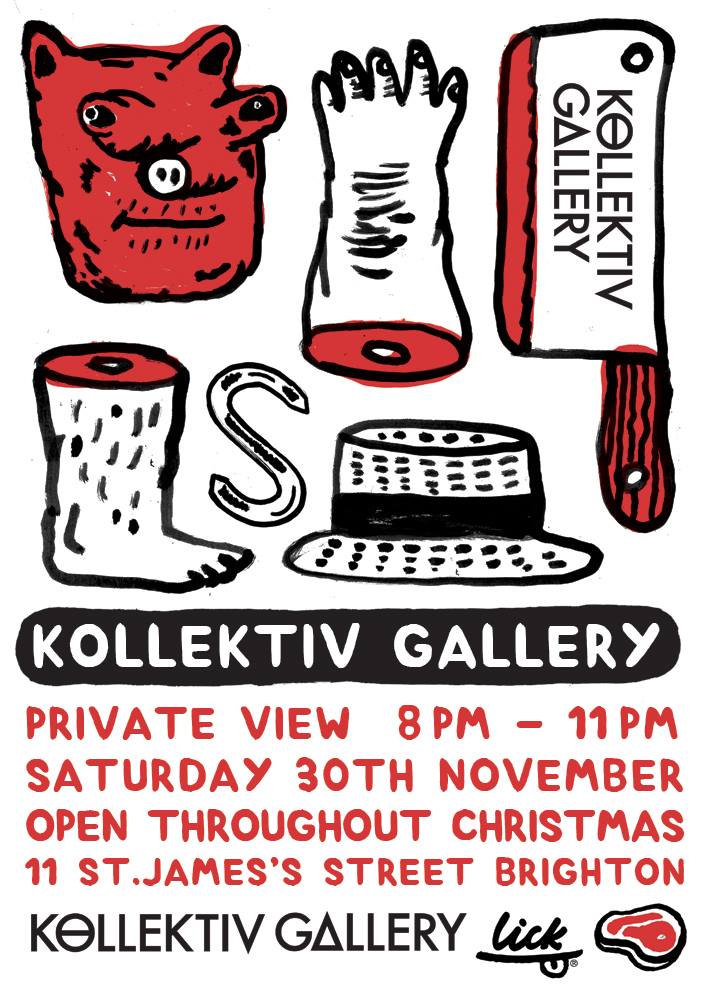 KOLLEKTIV
GALLERY
KOLLEKTIV GALLERY
PRIVATE VIEW 8PM – 11PM
SATURDAY 30TH NOVEMBER
OPEN THROUGHOUT CHRISTMAS
11 ST.JAMES'S STREET BRIGHTON
KOLLEKTIV GALLERY lick ®